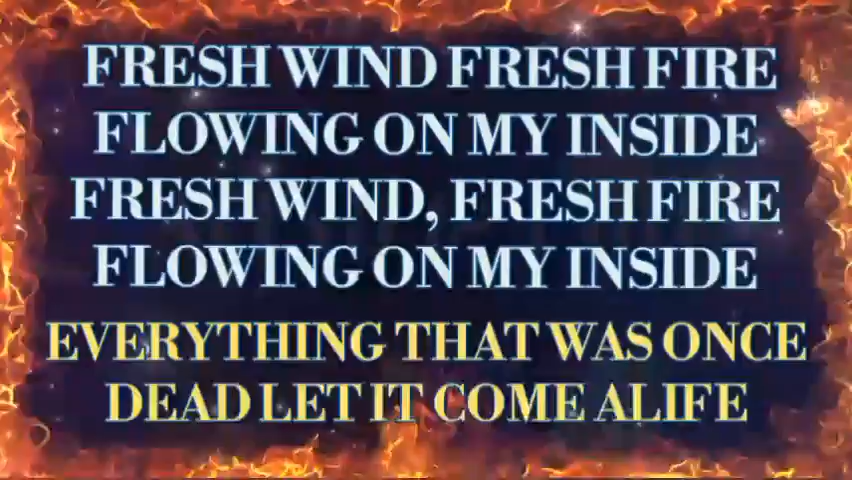 FRESH WIND FRESH FIRE
FLOWING ON MY INSIDE
FRESH WIND, FRESH FIRE
FLOWING ON MY INSIDE
EVERYTHING THAT WAS ONCE
DEAD LET IT COME ALIFE